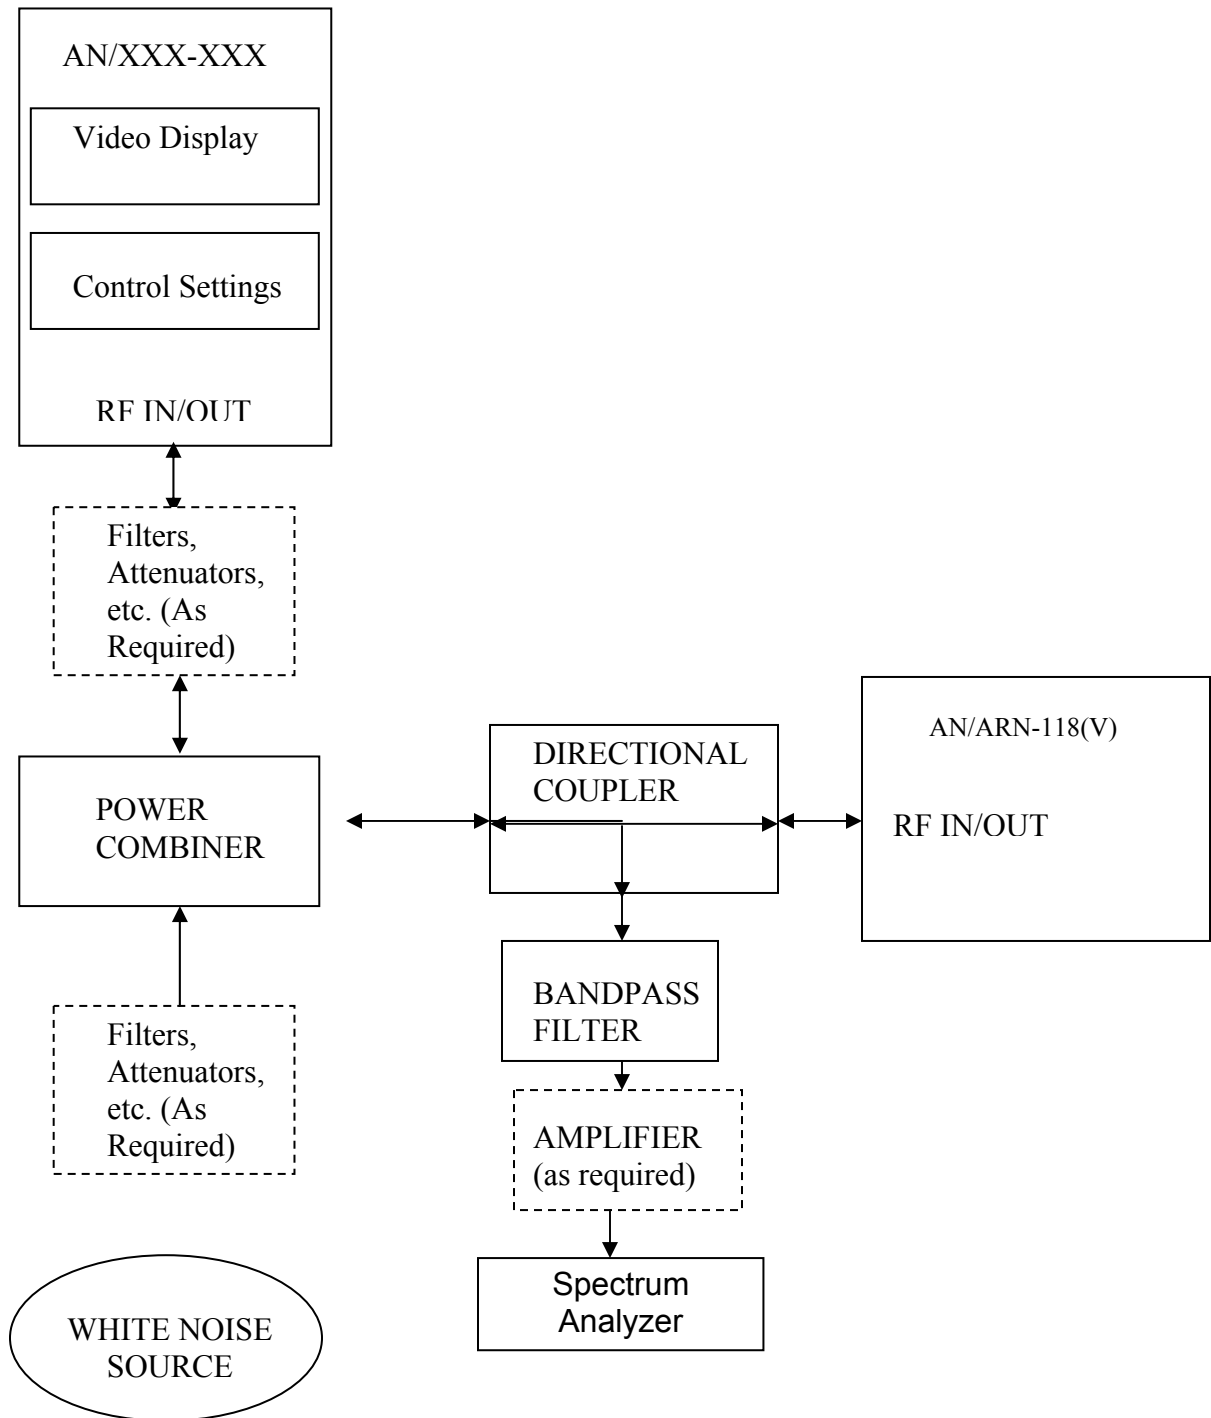 AN/XXX-XXX
Video Display
Control Settings
RF IN/OUT
Filters,
Attenuators,
etc. (As
Required)
POWER
COMBINER
DIRECTIONAL
COUPLER
AN/ARN-118(V)
RF IN/OUT
BANDPASS
FILTER
Filters,
Attenuators,
etc. (As
Required)
AMPLIFIER
(as required)
Spectrum
Analyzer
WHITE NOISE
SOURCE